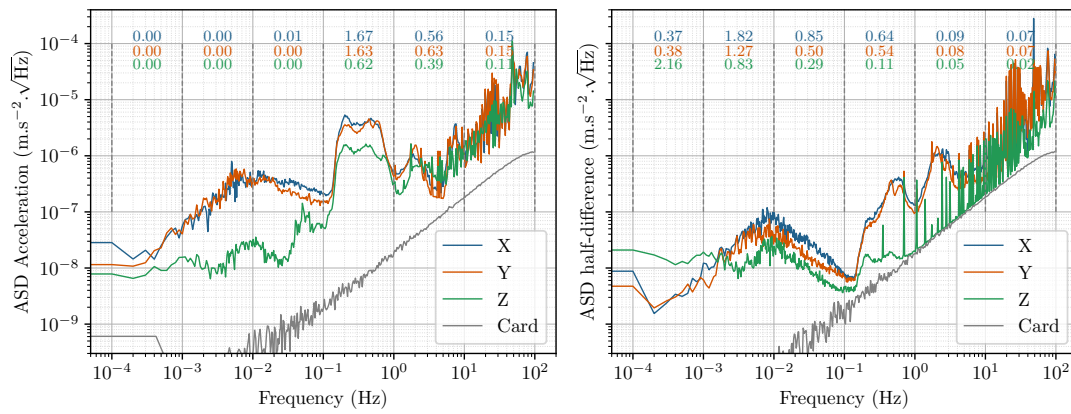 0.00 0.00 0.01 1.67 0.56 0.15
0.00 0.00 0.00 1.63 0.63 0.17
0.00 0.00 0.00 0.62 0.39 0.11
ASD Acceleration (m.s⁻².√Hz)
10⁻⁴
10⁻⁵
10⁻⁶
10⁻⁷
10⁻⁸
10⁻⁹
X
Y
Z
Card
10⁻⁴ 10⁻³ 10⁻² 10⁻¹ 10⁰ 10¹ 10²
Frequency (Hz)
0.37 1.82 0.85 0.64 0.09 0.07
0.38 1.27 0.50 0.54 0.08 0.07
2.16 0.83 0.29 0.11 0.05 0.02
ASD half-difference (m.s⁻².√Hz)
10⁻⁴
10⁻⁵
10⁻⁶
10⁻⁷
10⁻⁸
10⁻⁹
X
Y
Z
Card
10⁻⁴ 10⁻³ 10⁻² 10⁻¹ 10⁰ 10¹ 10²
Frequency (Hz)